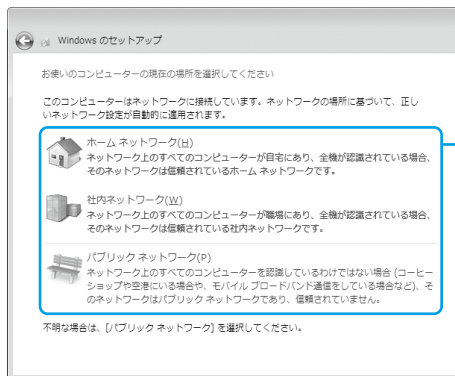 Windows のセットアップ
お使いのコンピューターの現在の場所を選択してください
このコンピューターはネットワークに接続しています。ネットワークの場所に基づいて、正し
いネットワーク設定が自動的に適用されます。
ホーム ネットワーク(H)
ネットワーク上のすべてのコンピューターが自宅にあり、全機が認識されている場合、
そのネットワークは信頼されているホーム ネットワークです。
社内ネットワーク(W)
ネットワーク上のすべてのコンピューターが職場にあり、全機が認識されている場合、
そのネットワークは信頼されている社内ネットワークです。
パブリック ネットワーク(P)
ネットワーク上のすべてのコンピューターを認識しているわけではない場合 (コーヒー
ショップや空港にいる場合や、モバイル ブロードバンド通信をしている場合など)、そ
のネットワークはパブリック ネットワークであり、信頼されていません。
不明な場合は、[パブリック ネットワーク] を選択してください。